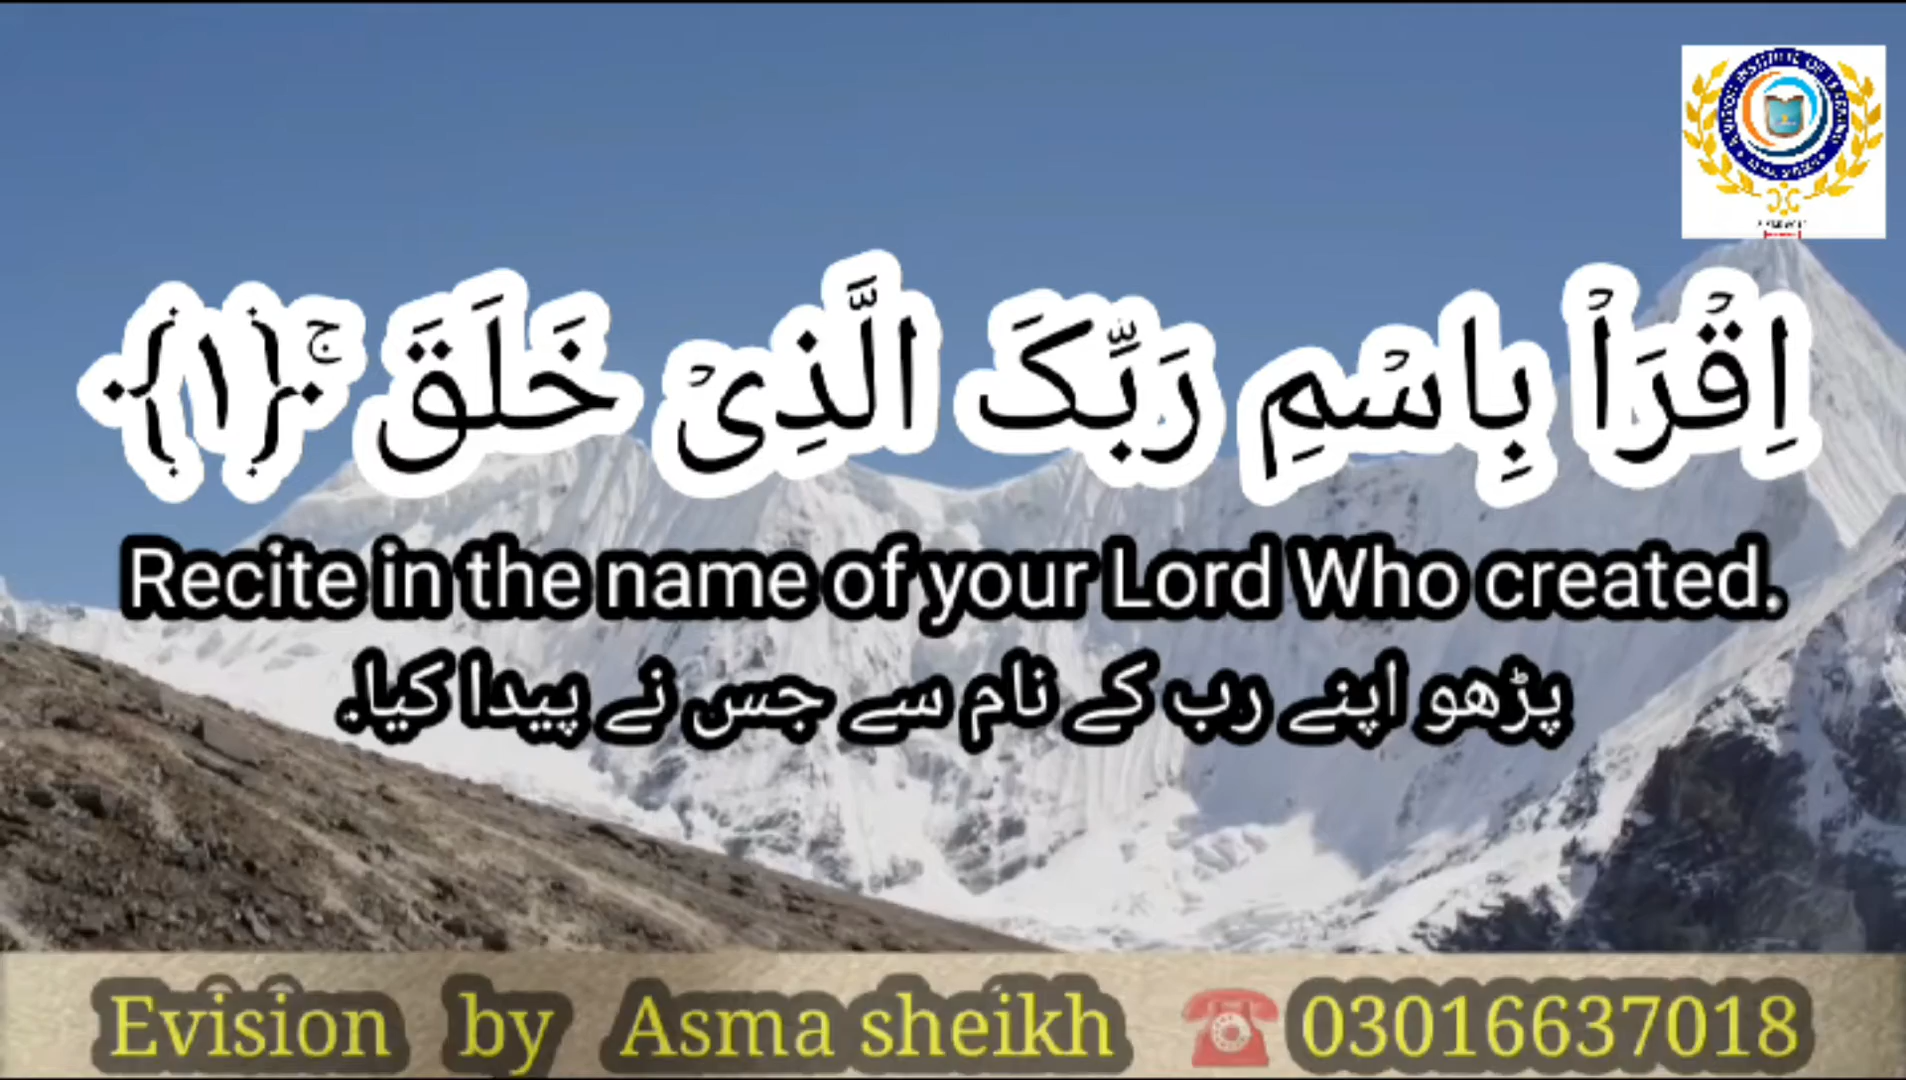 اِقۡرَاۡ بِاسۡمِ رَبِّکَ الَّذِیۡ خَلَقَ ۚ﴿۱﴾
Recite in the name of your Lord Who created.
پڑھو اپنے رب کے نام سے جس نے پیدا کیا۔
Evision by Asma sheikh ☎ 03016637018